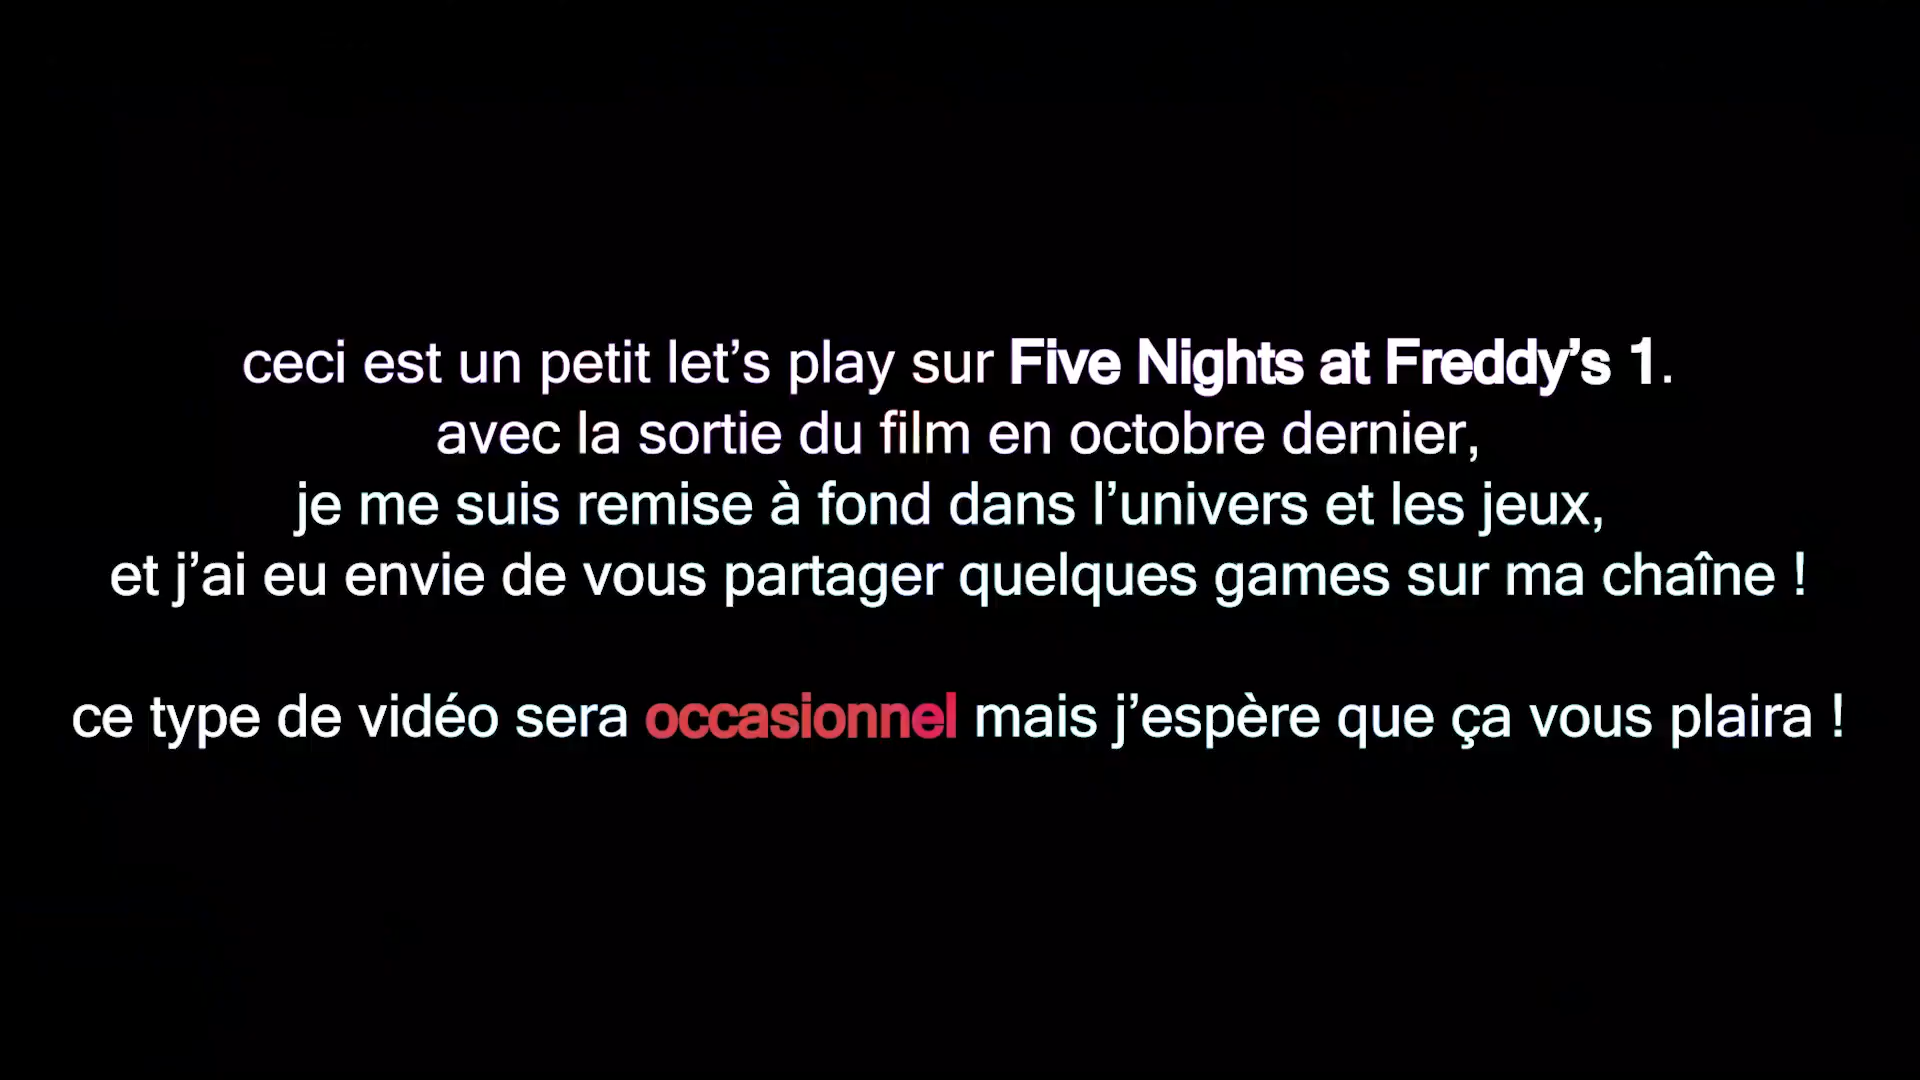 ceci est un petit let’s play sur Five Nights at Freddy’s 1.
avec la sortie du film en octobre dernier,
je me suis remise à fond dans l’univers et les jeux,
et j’ai eu envie de vous partager quelques games sur ma chaîne !
ce type de vidéo sera occasionnel mais j’espère que ça vous plaira !